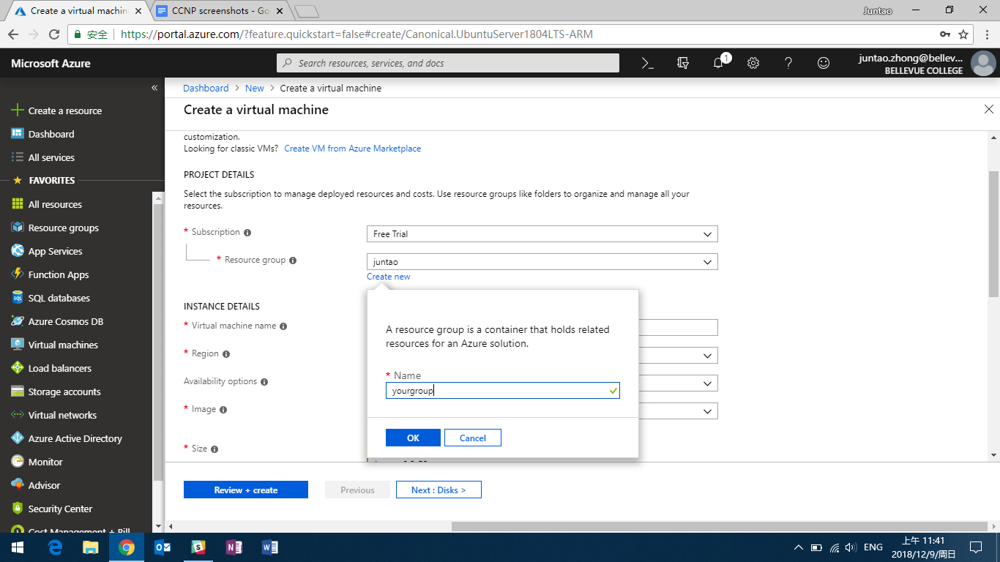 Create a virtual machin
CCNP screenshots - Go
Juntao
安全
https://portal.azure.com/?feature.quickstart=false#create/Canonical.UbuntuServer1804LTS-ARM
Microsoft Azure
Search resources, services, and docs
1
juntao.zhong@bellev...
BELLEVUE COLLEGE
Create a resource
Dashboard
All services
FAVORITES
All resources
Resource groups
App Services
Function Apps
SQL databases
Azure Cosmos DB
Virtual machines
Load balancers
Storage accounts
Virtual networks
Azure Active Directory
Monitor
Advisor
Security Center
Cost Management + Bill
Dashboard > New > Create a virtual machine
Create a virtual machine
customization.
Looking for classic VMs? Create VM from Azure Marketplace
PROJECT DETAILS
Select the subscription to manage deployed resources and costs. Use resource groups like folders to organize and manage all your
resources.
* Subscription
Free Trial
* Resource group
juntao
Create new
INSTANCE DETAILS
* Virtual machine name
* Region
Availability options
* Image
* Size
A resource group is a container that holds related
resources for an Azure solution.
* Name
yourgroup
OK
Cancel
Review + create
Previous
Next : Disks >
ENG
上午 11:41
2018/12/9/周日